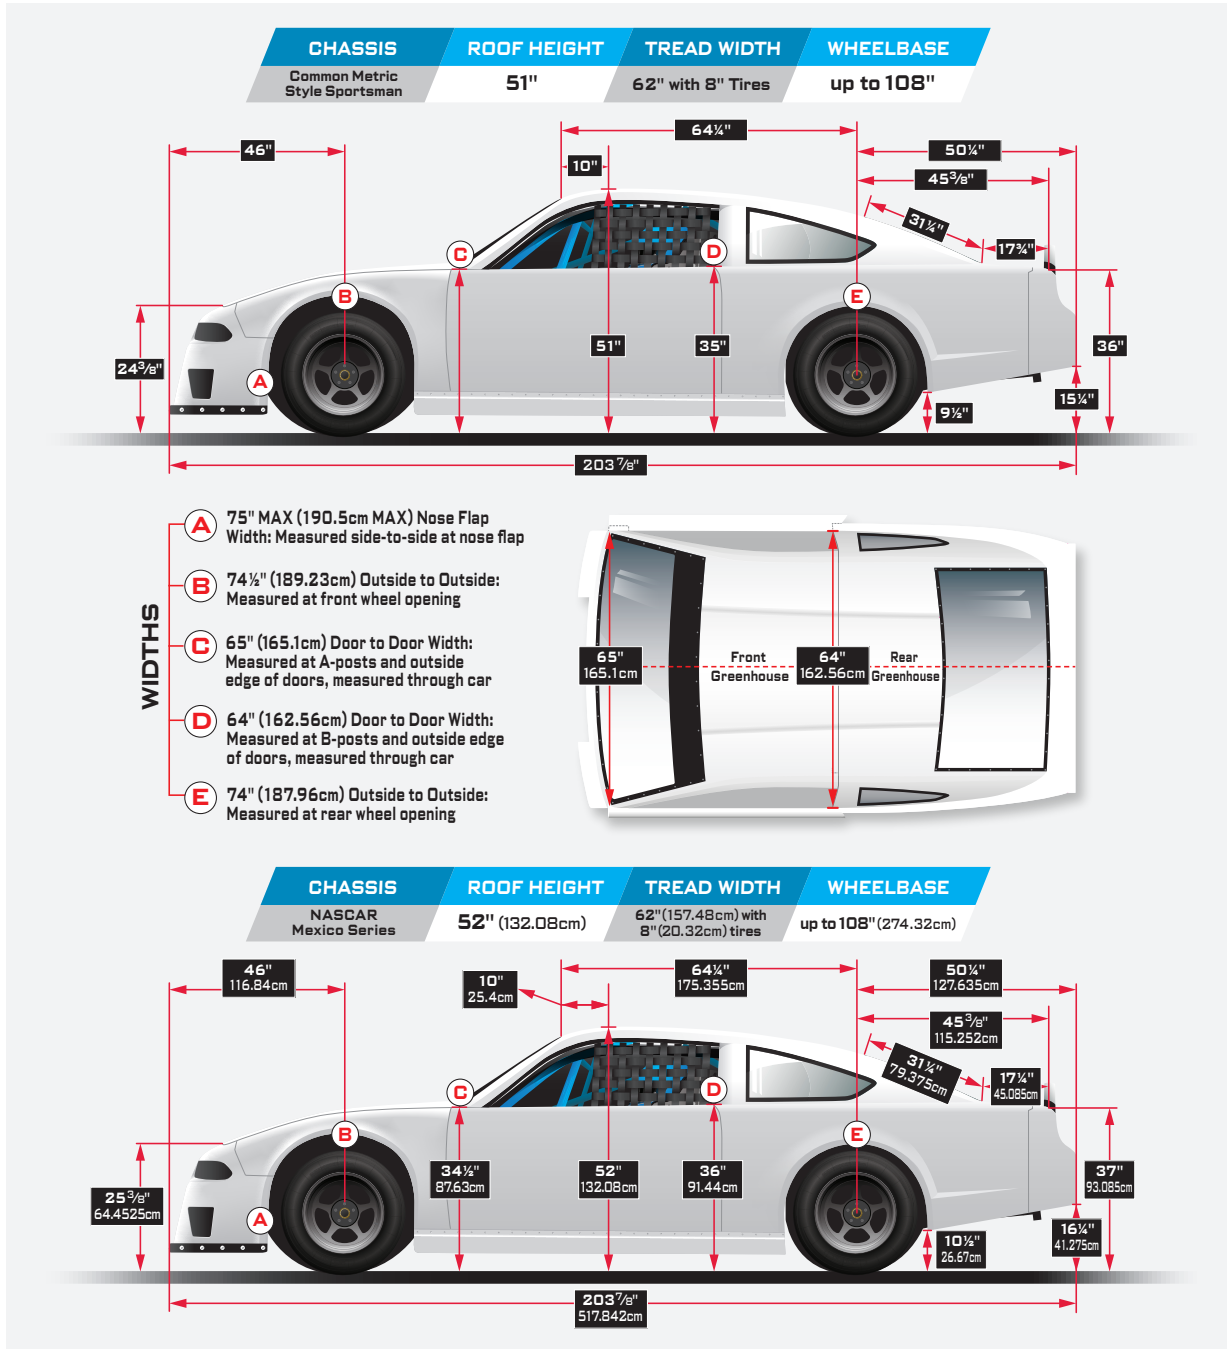 CHASSIS ROOF HEIGHT TREAD WIDTH WHEELBASE
Common Metric
Style Sportsman
51"
62" with 8" Tires
up to 108"
64¼"
46"
50¼"
10"
45³/₈"
31¼"
17¾"
C
D
B
E
51"
35"
36"
24³/₈"
A
15¼"
9½"
203⅞"
WIDTHS
A
75" MAX (190.5cm MAX) Nose Flap
Width: Measured side-to-side at nose flap
B
74½" (189.23cm) Outside to Outside:
Measured at front wheel opening
C
65" (165.1cm) Door to Door Width:
Measured at A-posts and outside
edge of doors, measured through car
D
64" (162.56cm) Door to Door Width:
Measured at B-posts and outside edge
of doors, measured through car
E
74" (187.96cm) Outside to Outside:
Measured at rear wheel opening
65"
165.1cm
Front
Greenhouse
64"
162.56cm
Rear
Greenhouse
CHASSIS ROOF HEIGHT TREAD WIDTH WHEELBASE
NASCAR
Mexico Series
52" (132.08cm)
62"(157.48cm) with
8"(20.32cm) tires
up to 108"(274.32cm)
46"
116.84cm
10"
25.4cm
64¼"
175.355cm
50¼"
127.635cm
45³/₈"
115.252cm
31¼"
79.375cm
17¼"
45.085cm
C
D
B
E
34½"
87.63cm
52"
132.08cm
36"
91.44cm
37"
93.085cm
25³/₈"
64.4525cm
A
16¼"
41.275cm
10½"
26.67cm
203⅞"
517.842cm